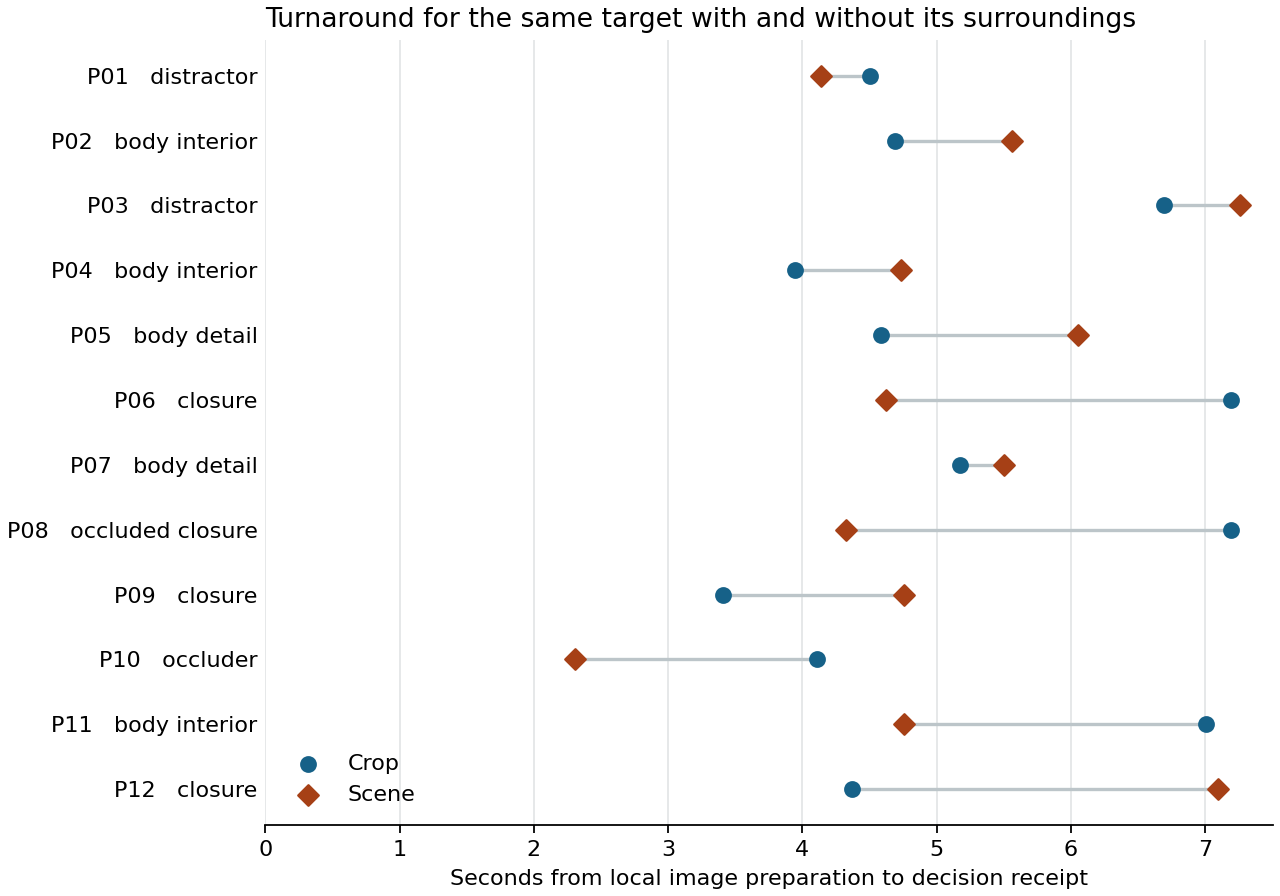 Turnaround for the same target with and without its surroundings
P01 distractor
P02 body interior
P03 distractor
P04 body interior
P05 body detail
P06 closure
P07 body detail
P08 occluded closure
P09 closure
P10 occluder
P11 body interior
P12 closure
Crop
Scene
0 1 2 3 4 5 6 7
Seconds from local image preparation to decision receipt